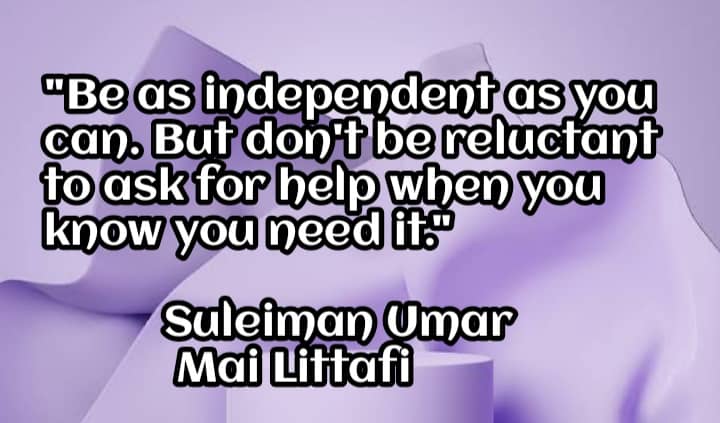 "Be as independent as you
can. But don't be reluctant
to ask for help when you
know you need it."
Suleiman Umar
Mai Littafi